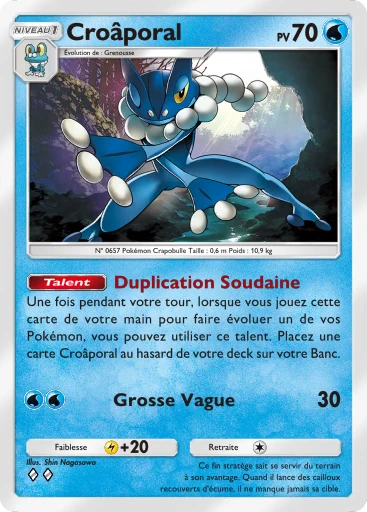 NIVEAU 1
Croâporal
PV 70
Évolution de : Grenousse
N° 0657 Pokémon Crapobulle Taille : 0,6 m Poids : 10,9 kg
Talent Duplication Soudaine
Une fois pendant votre tour, lorsque vous jouez cette
carte de votre main pour faire évoluer un de vos
Pokémon, vous pouvez utiliser ce talent. Placez une
carte Croâporal au hasard de votre deck sur votre Banc.
Grosse Vague 30
Faiblesse +20 Retraite
Illus. Shin Nagasawa
Ce fin stratège sait se servir du terrain
à son avantage. Quand il lance des cailloux
recouverts d'écume, il ne manque jamais sa cible.